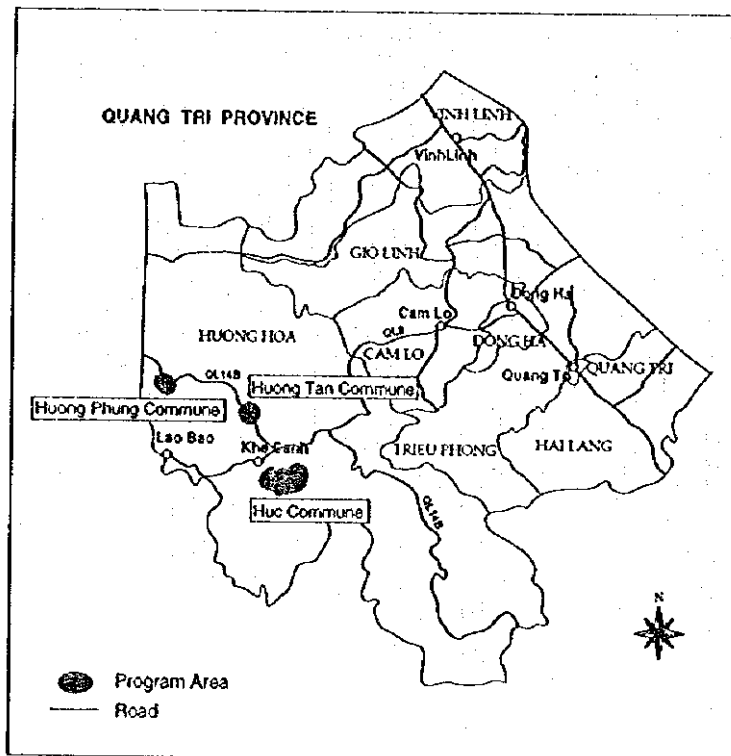 QUANG TRI PROVINCE
VINH LINH
VinhLinh
GIO LINH
Dong Ha
Cam Lo
HUONG HOA
QL9
DONG HA
CAM LO
QUANG TRI
Quang Tri
QL14B
Huong Tan Commune
Huong Phung Commune
Lao Bao
Khe Sanh
TRIEU PHONG
HAI LANG
Huc Commune
QL14B
N
Program Area
Road